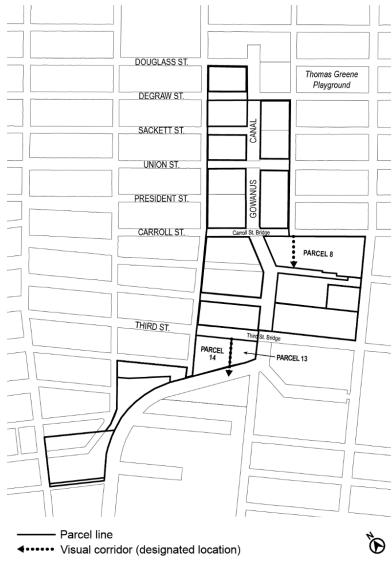 DOUGLASS ST.
Thomas Greene
Playground
DEGRAW ST.
CANAL
SACKETT ST.
UNION ST.
GOWANUS
PRESIDENT ST.
CARROLL ST.
Carroll St. Bridge
PARCEL 8
THIRD ST.
Third St. Bridge
PARCEL
14
PARCEL 13
Parcel line
Visual corridor (designated location)
N